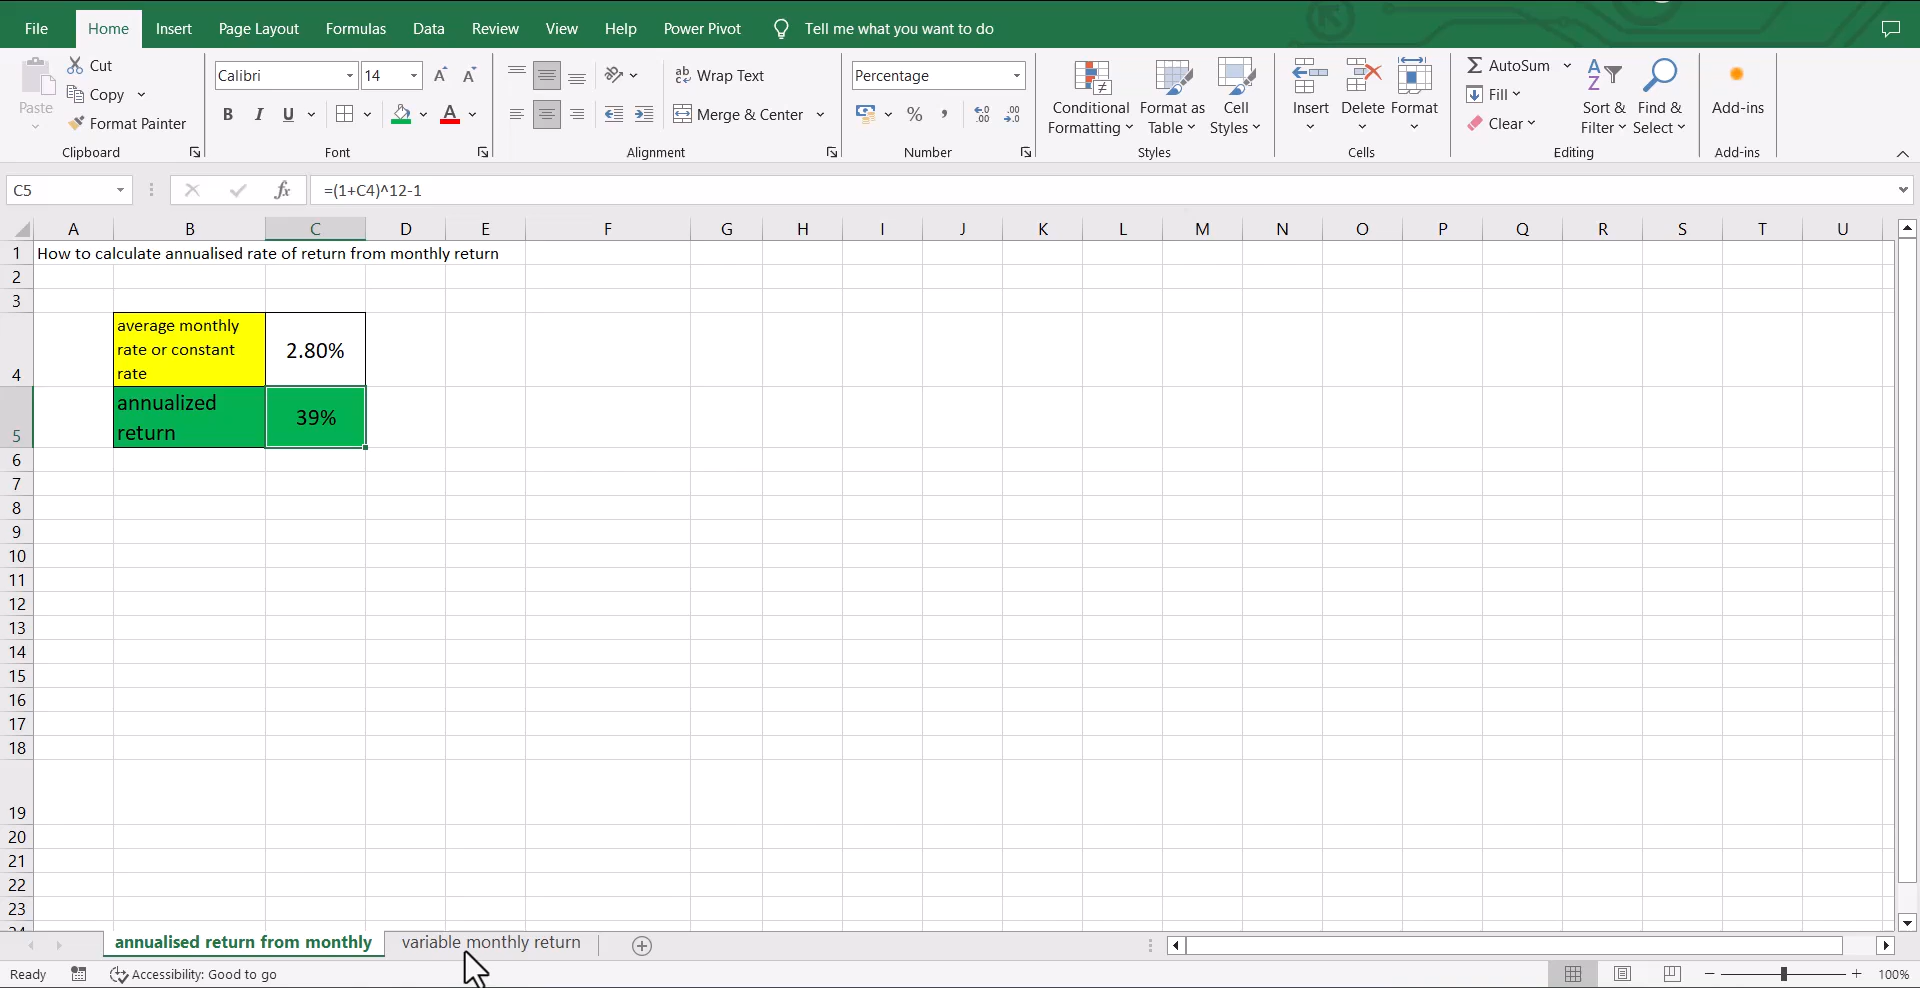 File Home Insert Page Layout Formulas Data Review View Help Power Pivot Tell me what you want to do
Paste
Cut
Copy
Format Painter
Clipboard
Calibri 14 A A
B I U A
Font
ab Wrap Text
Merge & Center
Alignment
Percentage
% , .00
Number
Conditional Formatting
Format as Table
Cell Styles
Styles
Insert Delete Format
Cells
AutoSum
Fill
Clear
Sort & Filter
Find & Select
Editing
Add-ins
Add-ins
C5 fx =(1+C4)^12-1
A B C D E F G H I J K L M N O P Q R S T U
1 How to calculate annualised rate of return from monthly return
2
3
4 average monthly rate or constant rate 2.80%
5 annualized return 39%
6
7
8
9
10
11
12
13
14
15
16
17
18
19
20
21
22
23
annualised return from monthly variable monthly return
Ready Accessibility: Good to go 100%